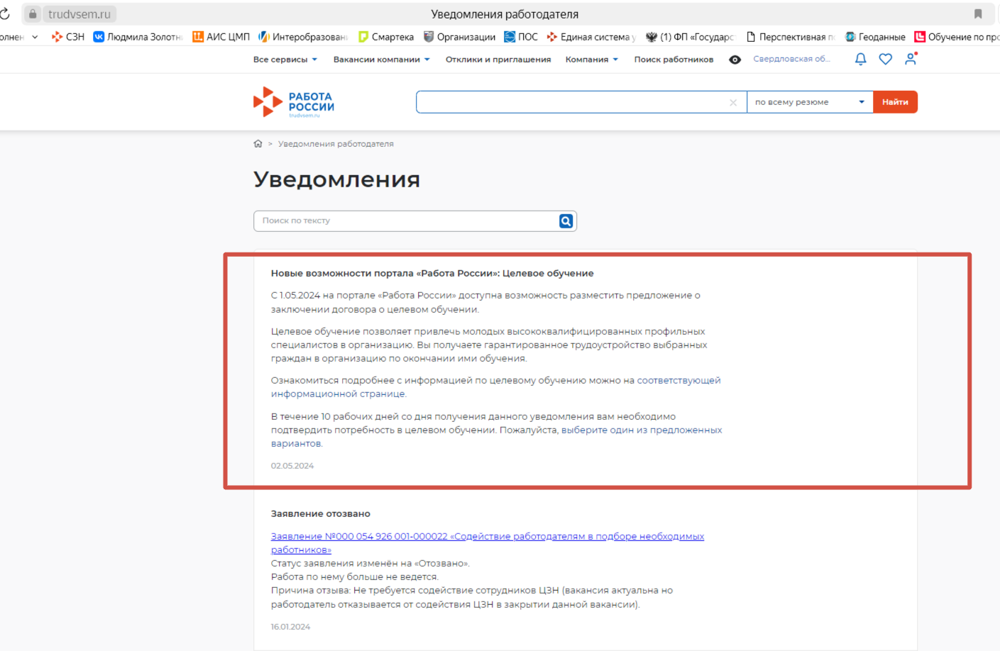 trudvsem.ru
Уведомления работодателя
СЗН
Людмила Золотн
АИС ЦМП
Интеробразован
Смартека
Организации
ПОС
Единая система у
(1) ФП «Государс
Перспективная п
Геоданные
Обучение по про
Все сервисы
Вакансии компании
Отклики и приглашения
Компания
Поиск работников
Свердловская об...
РАБОТА
РОССИИ
trudvsem.ru
по всему резюме
Найти
> Уведомления работодателя
Уведомления
Поиск по тексту
Новые возможности портала «Работа России»: Целевое обучение
С 1.05.2024 на портале «Работа России» доступна возможность разместить предложение о
заключении договора о целевом обучении.
Целевое обучение позволяет привлечь молодых высококвалифицированных профильных
специалистов в организацию. Вы получаете гарантированное трудоустройство выбранных
граждан в организацию по окончании ими обучения.
Ознакомиться подробнее с информацией по целевому обучению можно на соответствующей
информационной странице.
В течение 10 рабочих дней со дня получения данного уведомления вам необходимо
подтвердить потребность в целевом обучении. Пожалуйста, выберите один из предложенных
вариантов.
02.05.2024
Заявление отозвано
Заявление №000 054 926 001-000022 «Содействие работодателям в подборе необходимых
работников»
Статус заявления изменён на «Отозвано».
Работа по нему больше не ведется.
Причина отзыва: Не требуется содействие сотрудников ЦЗН (вакансия актуальна но
работодатель отказывается от содействия ЦЗН в закрытии данной вакансии).
16.01.2024